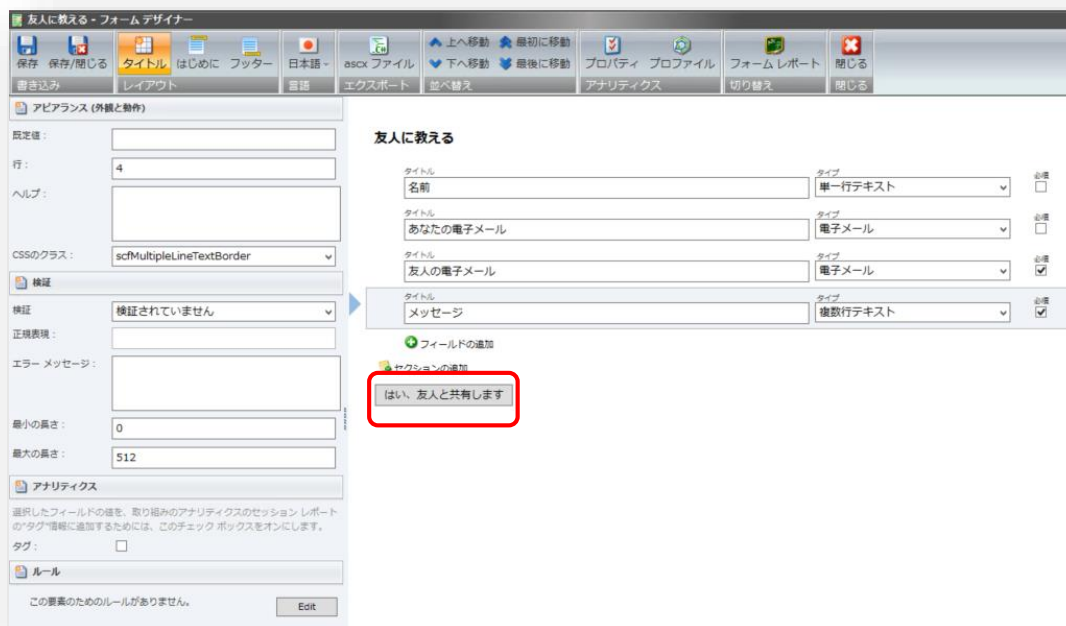 友人に教える - フォーム デザイナー
保存 保存/閉じる タイトル はじめに フッター 日本語 ascx ファイル 上へ移動 最初に移動 下へ移動 最後に移動 プロパティ プロファイル フォーム レポート 閉じる
書き込み レイアウト 言語 エクスポート 並べ替え アナリティクス 切り替え 閉じる
アピアランス (外観と動作)
既定値 :
行 : 4
ヘルプ :
CSSのクラス : scfMultipleLineTextBorder
検証
検証 検証されていません
正規表現 :
エラー メッセージ :
最小の長さ : 0
最大の長さ : 512
アナリティクス
選択したフィールドの値を、取り組みのアナリティクスのセッション レポート
の"タグ"情報に追加するためには、このチェック ボックスをオンにします。
タグ :
ルール
この要素のためのルールがありません。 Edit
友人に教える
タイトル タイプ 必須
名前 単一行テキスト
タイトル タイプ 必須
あなたの電子メール 電子メール
タイトル タイプ 必須
友人の電子メール 電子メール
タイトル タイプ 必須
メッセージ 複数行テキスト
フィールドの追加
セクションの追加
はい、友人と共有します